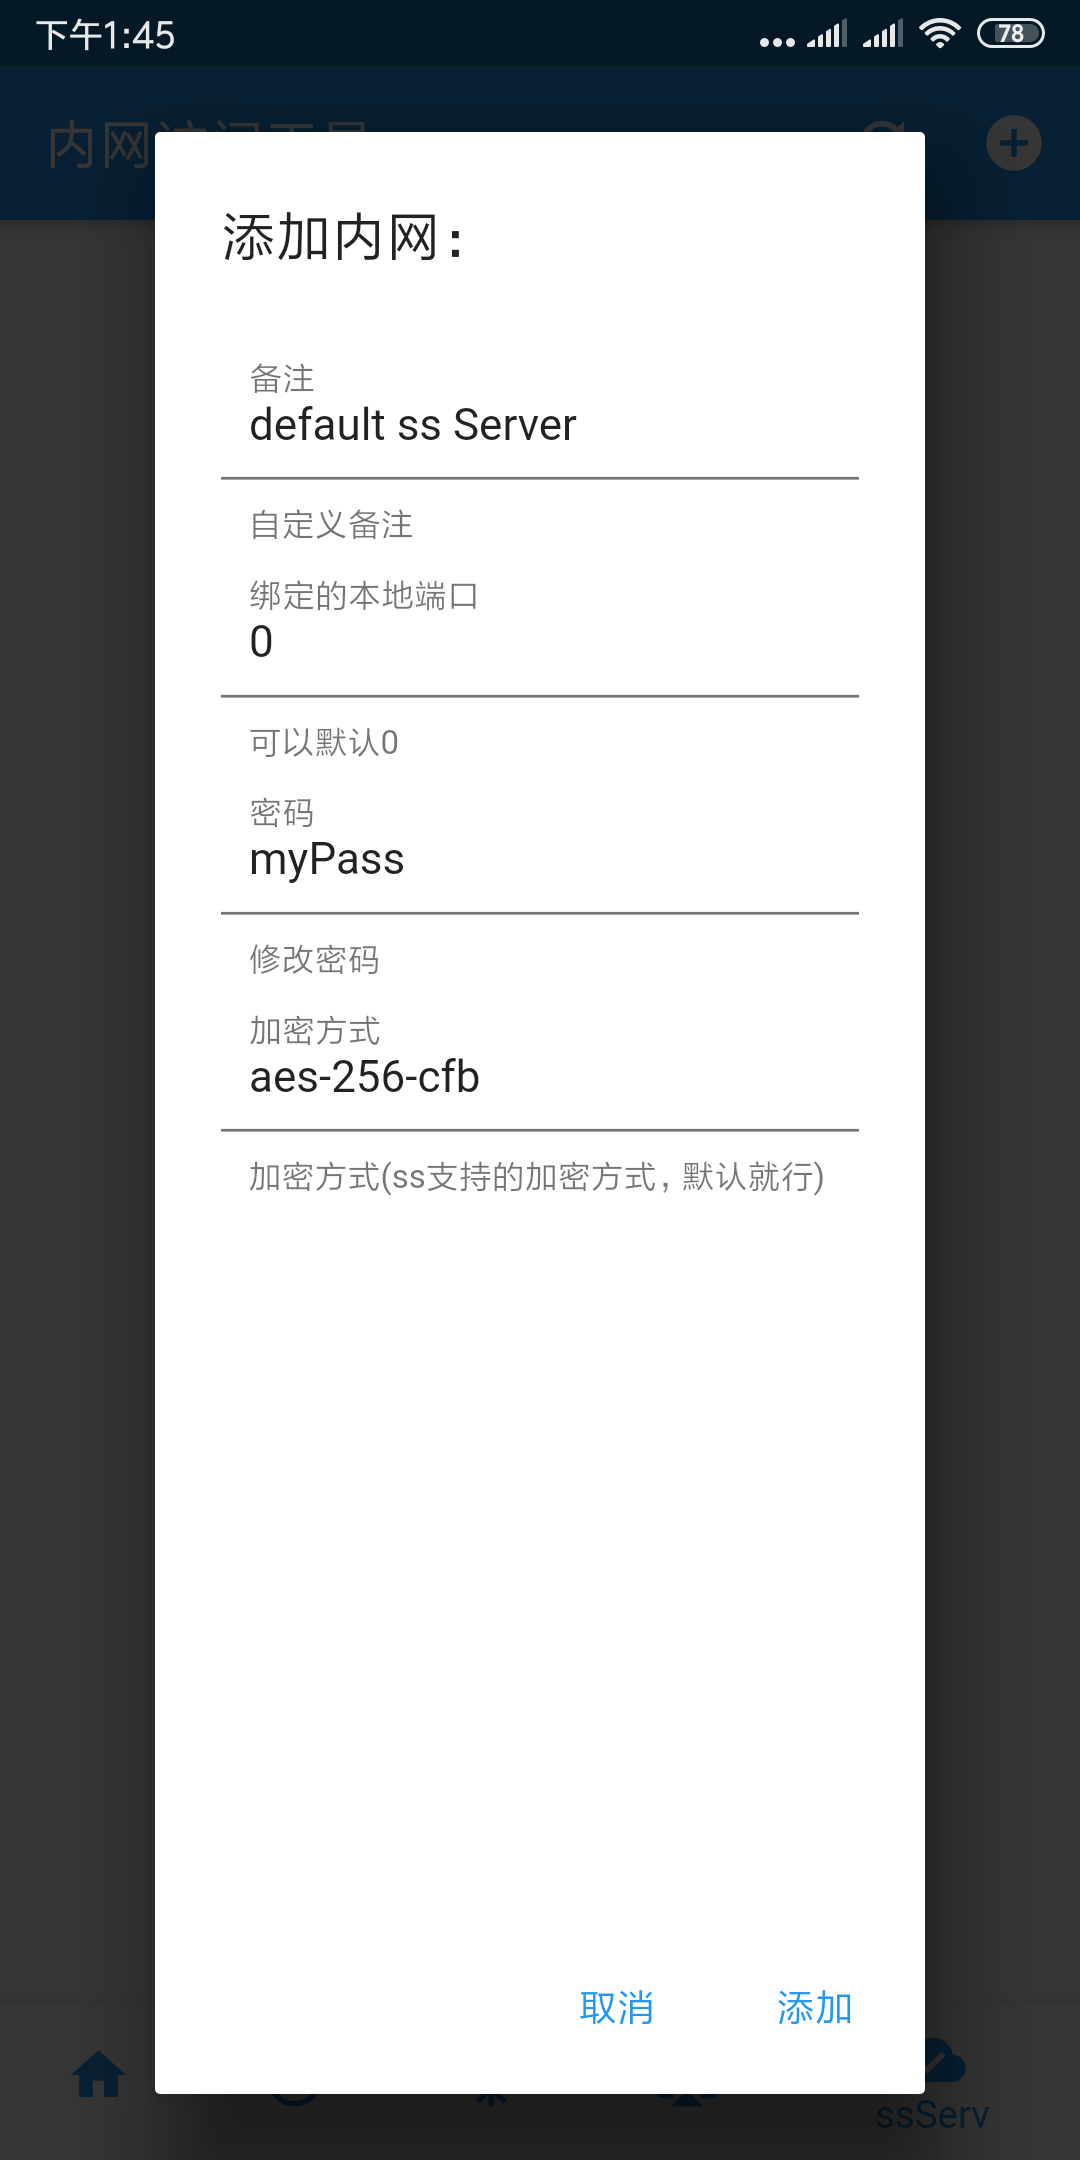 下午1:45
78
内网
添加内网:
备注
default ss Server
自定义备注
绑定的本地端口
0
可以默认0
密码
myPass
修改密码
加密方式
aes-256-cfb
加密方式(ss支持的加密方式, 默认就行)
取消 添加
ssServ